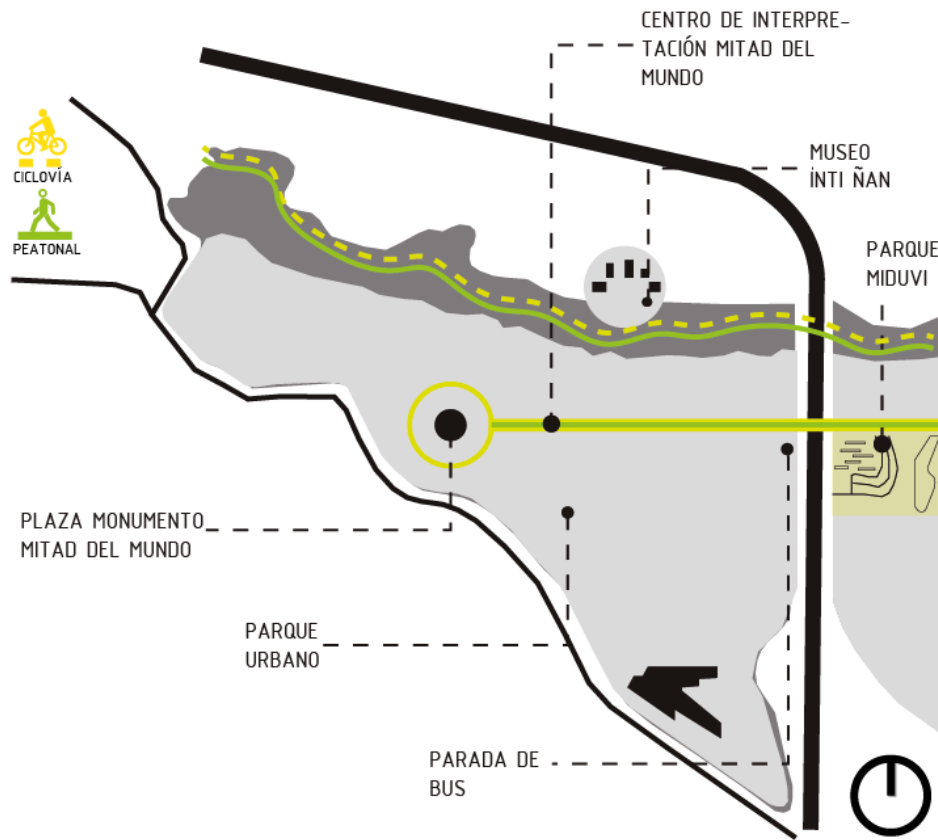 CENTRO DE INTERPRE-
TACIÓN MITAD DEL
MUNDO
CICLOVÍA
PEATONAL
MUSEO
INTI ÑAN
PARQUE
MIDUVI
PLAZA MONUMENTO
MITAD DEL MUNDO
PARQUE
URBANO
PARADA DE
BUS